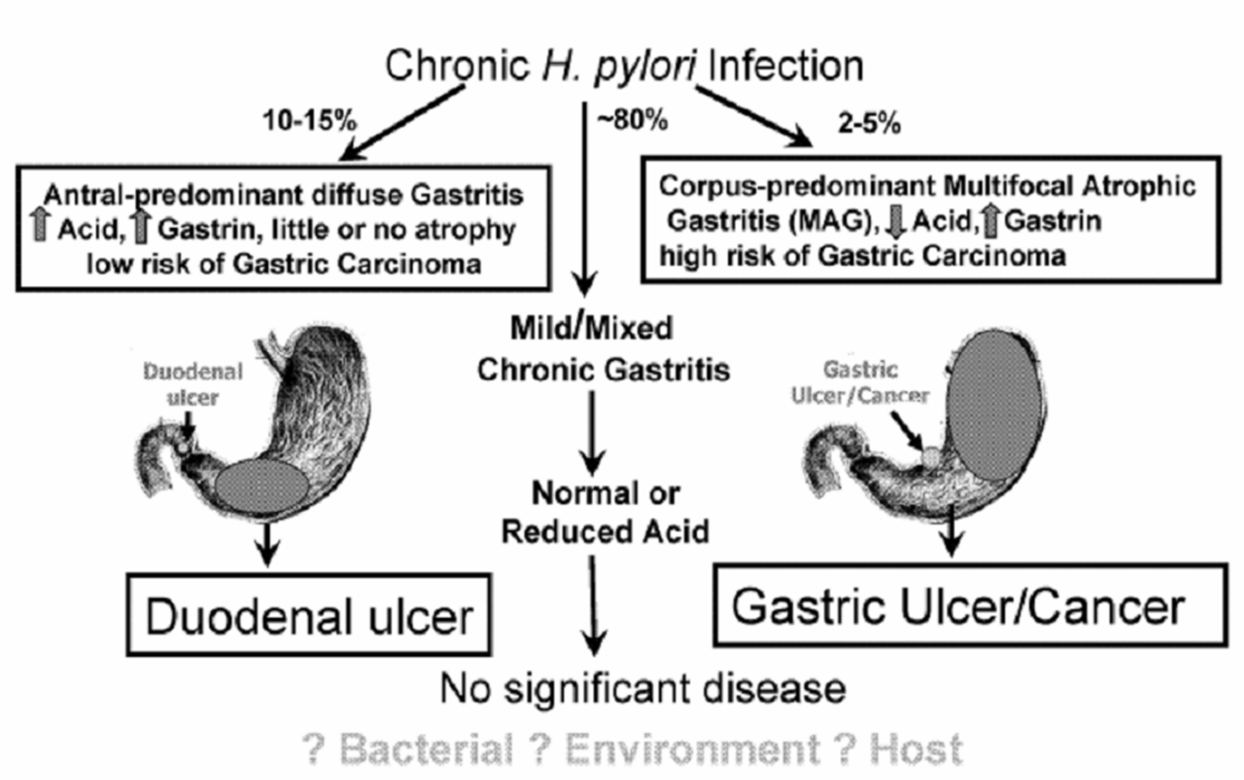 Chronic H. pylori Infection
10-15%
~80%
2-5%
Antral-predominant diffuse Gastritis
Acid, Gastrin, little or no atrophy
low risk of Gastric Carcinoma
Corpus-predominant Multifocal Atrophic
Gastritis (MAG), Acid, Gastrin
high risk of Gastric Carcinoma
Mild/Mixed
Chronic Gastritis
Duodenal
ulcer
Gastric
Ulcer/Cancer
Normal or
Reduced Acid
Duodenal ulcer
Gastric Ulcer/Cancer
No significant disease
? Bacterial ? Environment ? Host